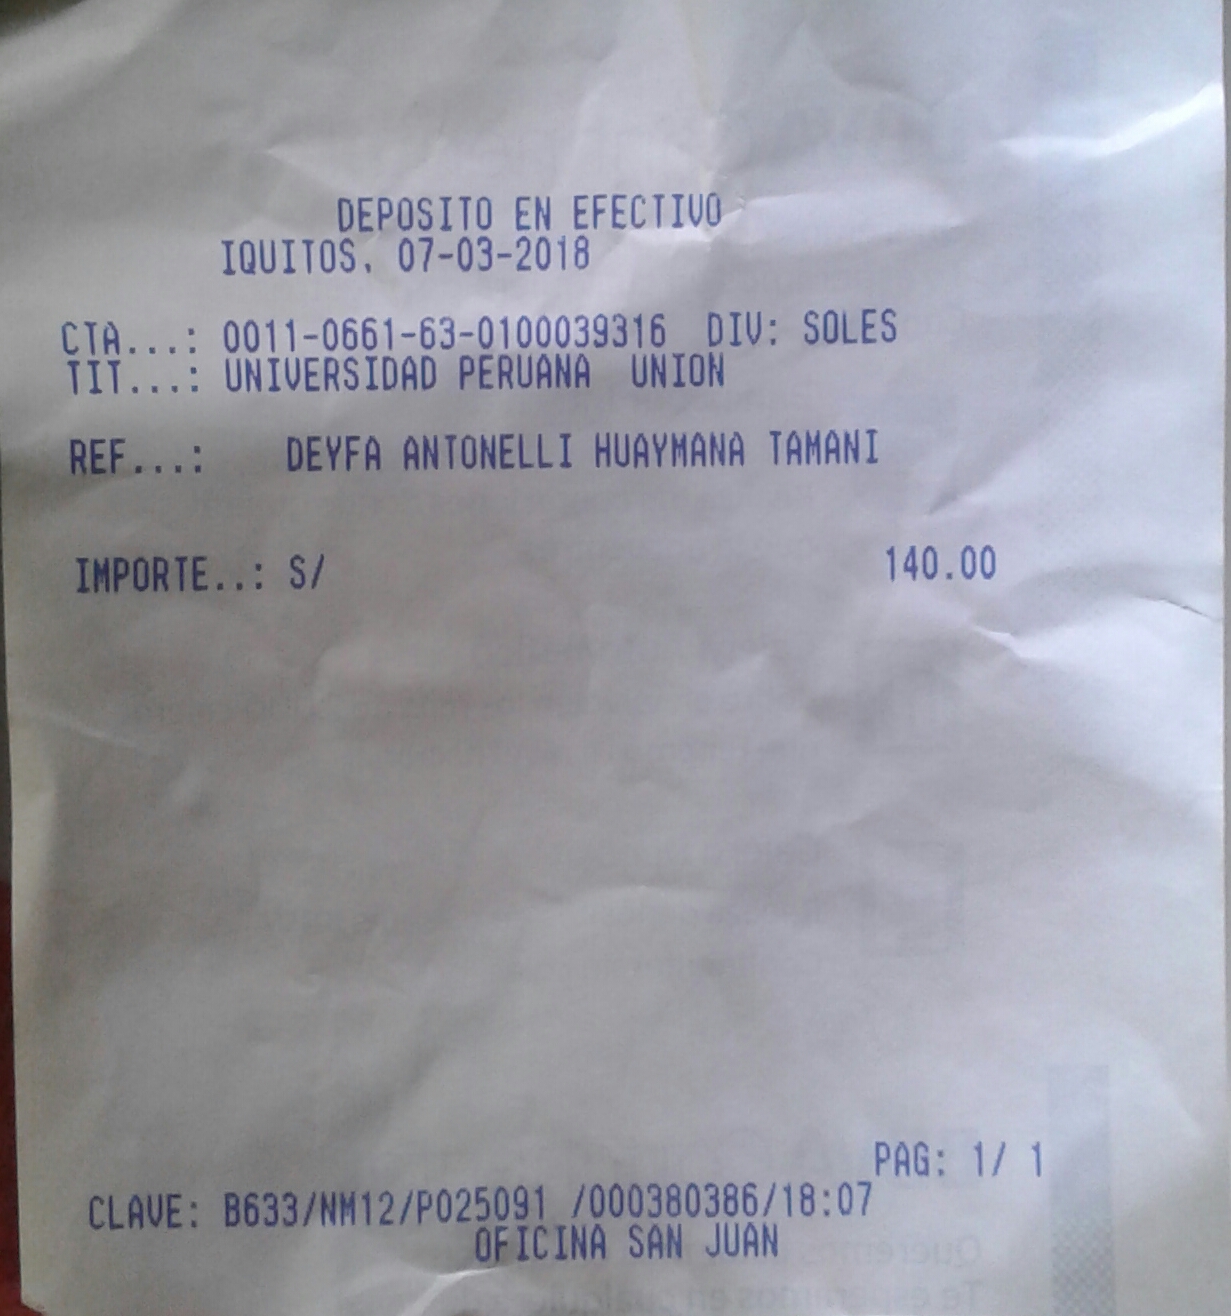 DEPOSITO EN EFECTIVO
IQUITOS, 07-03-2018
CTA...: 0011-0661-63-0100039316 DIV: SOLES
TIT...: UNIVERSIDAD PERUANA UNION
REF...: DEYFA ANTONELLI HUAYMANA TAMANI
IMPORTE..: S/ 140.00
PAG: 1/ 1
CLAVE: B633/NM12/P025091 /000380386/18:07
OFICINA SAN JUAN